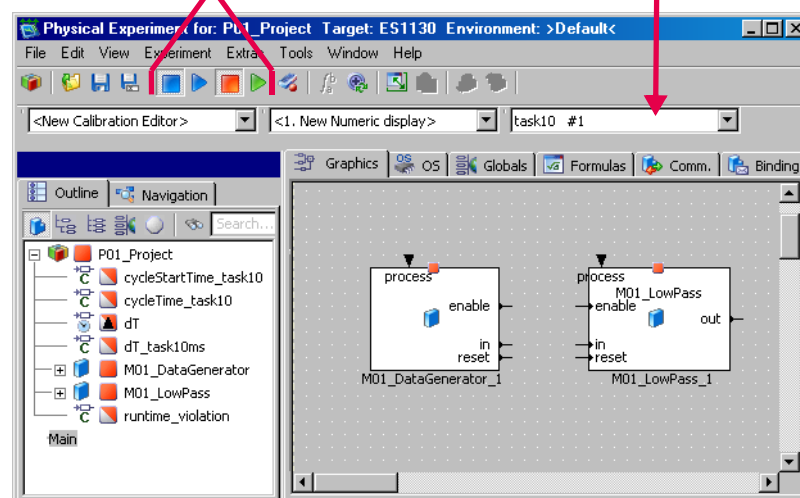 Physical Experiment for: P01_Project Target: ES1130 Environment: >Default<
File Edit View Experiment Extras Tools Window Help
<New Calibration Editor> <1. New Numeric display> task10 #1
Graphics OS Globals Formulas Comm. Binding
Outline Navigation
Search...
P01_Project
cycleStartTime_task10
cycleTime_task10
dT
dT_task10ms
M01_DataGenerator
M01_LowPass
runtime_violation
Main
process
enable
in
reset
M01_DataGenerator_1
process
M01_LowPass
enable
out
in
reset
M01_LowPass_1